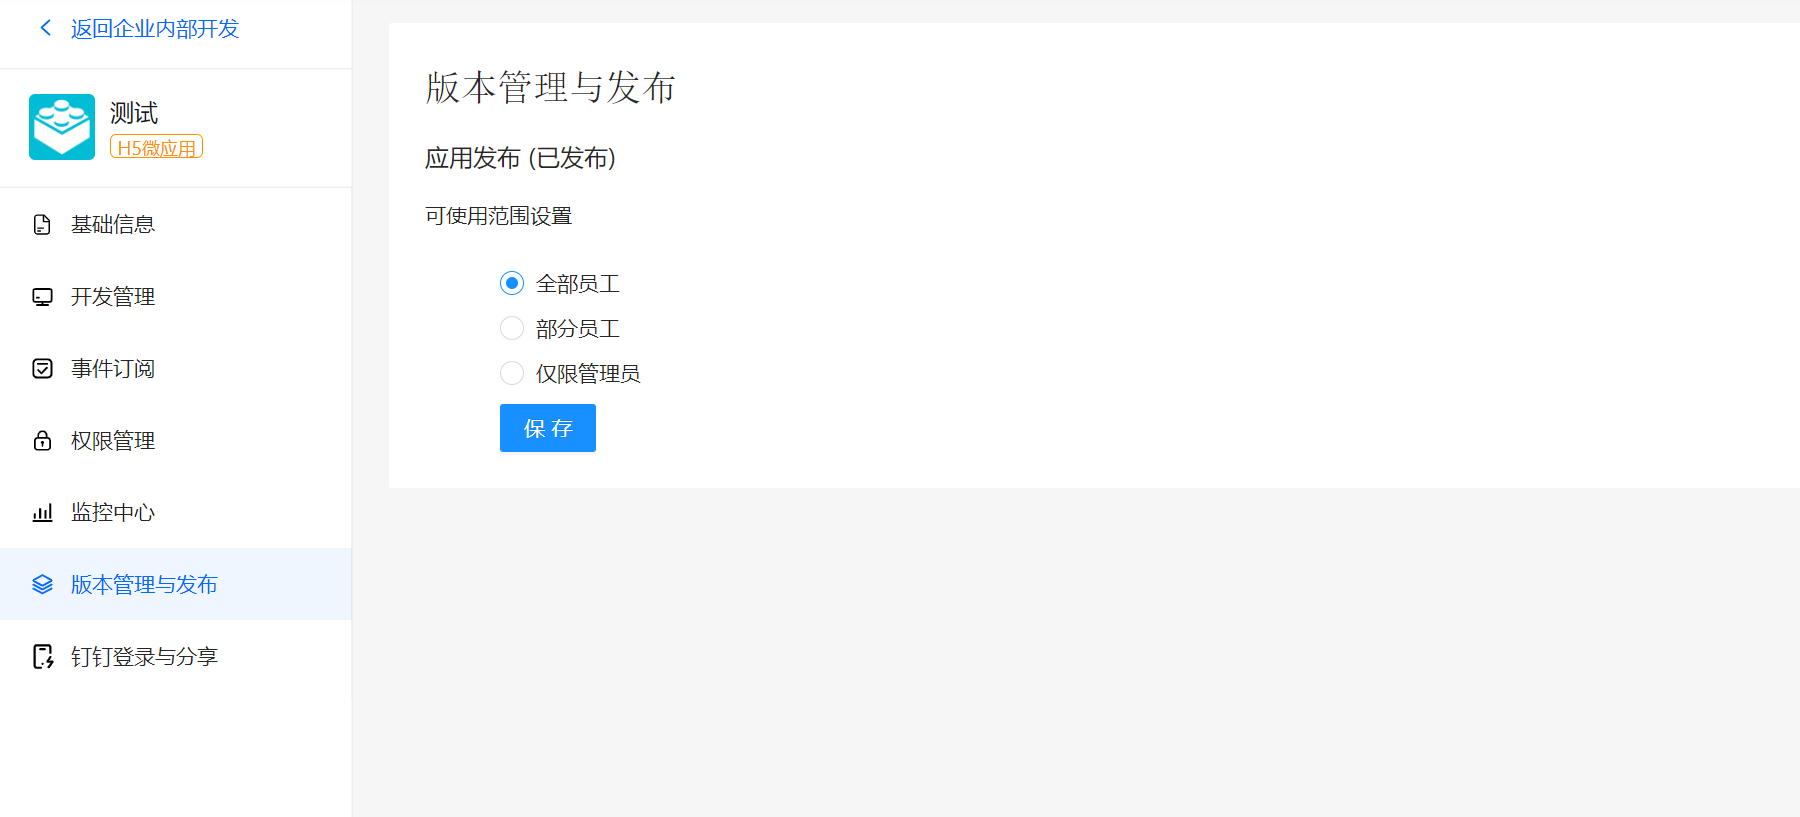 返回企业内部开发
测试
H5微应用
基础信息
开发管理
事件订阅
权限管理
监控中心
版本管理与发布
钉钉登录与分享
版本管理与发布
应用发布 (已发布)
可使用范围设置
全部员工
部分员工
仅限管理员
保 存